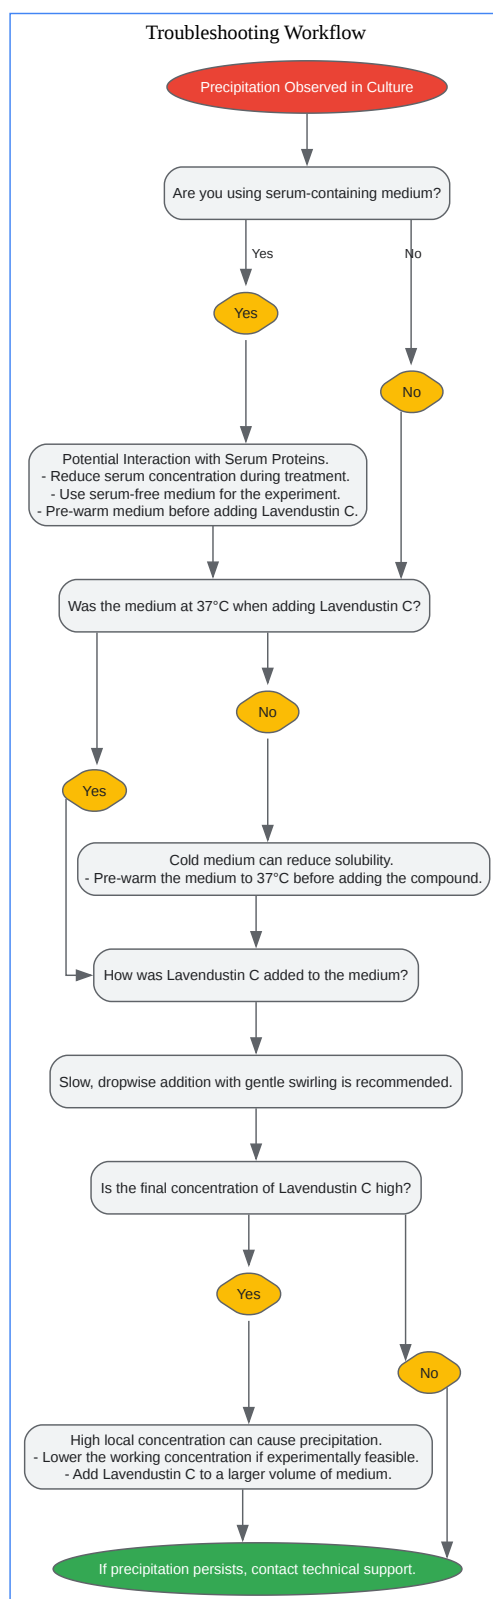 Troubleshooting Workflow
Precipitation Observed in Culture
Are you using serum-containing medium?
Yes
No
Yes
No
Potential Interaction with Serum Proteins.
- Reduce serum concentration during treatment.
- Use serum-free medium for the experiment.
- Pre-warm medium before adding Lavendustin C.
Was the medium at 37°C when adding Lavendustin C?
No
Yes
Cold medium can reduce solubility.
- Pre-warm the medium to 37°C before adding the compound.
How was Lavendustin C added to the medium?
Slow, dropwise addition with gentle swirling is recommended.
Is the final concentration of Lavendustin C high?
Yes
No
High local concentration can cause precipitation.
- Lower the working concentration if experimentally feasible.
- Add Lavendustin C to a larger volume of medium.
If precipitation persists, contact technical support.